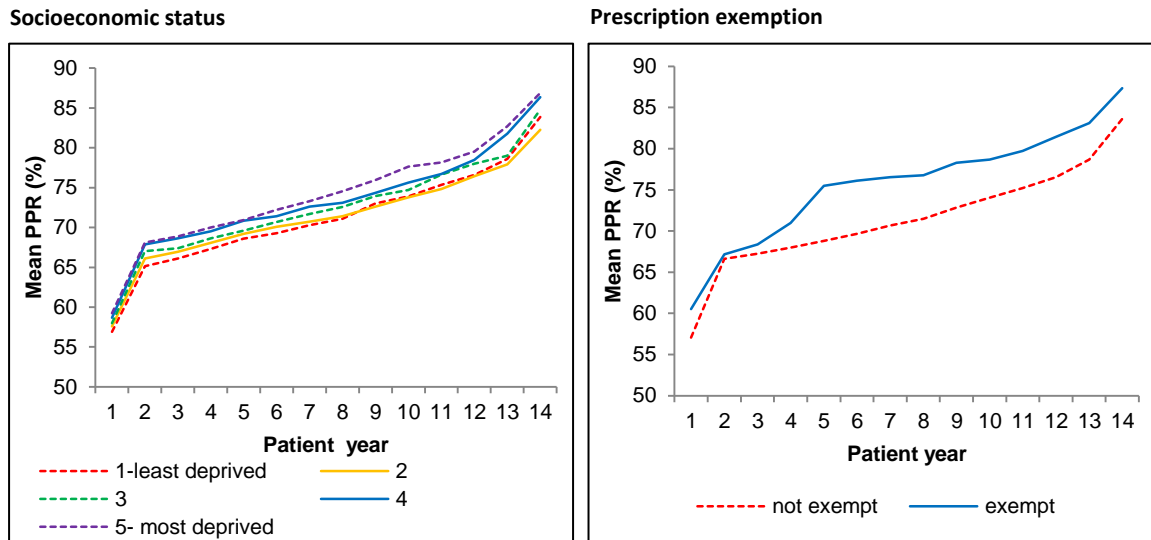 Socioeconomic status
Mean PPR (%)
90
85
80
75
70
65
60
55
50
1 2 3 4 5 6 7 8 9 10 11 12 13 14
Patient year
1-least deprived 2
3 4
5- most deprived
Prescription exemption
Mean PPR (%)
90
85
80
75
70
65
60
55
50
1 2 3 4 5 6 7 8 9 10 11 12 13 14
Patient year
not exempt exempt